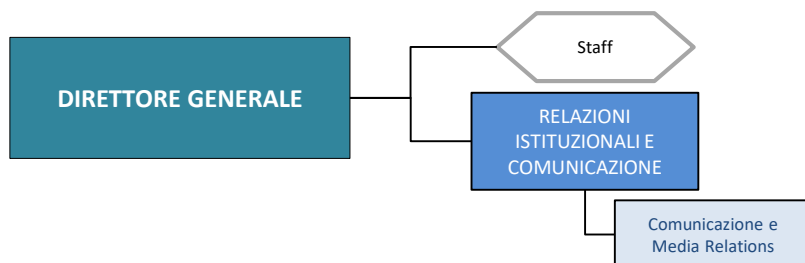 Staff
DIRETTORE GENERALE
RELAZIONI
ISTITUZIONALI E
COMUNICAZIONE
Comunicazione e
Media Relations